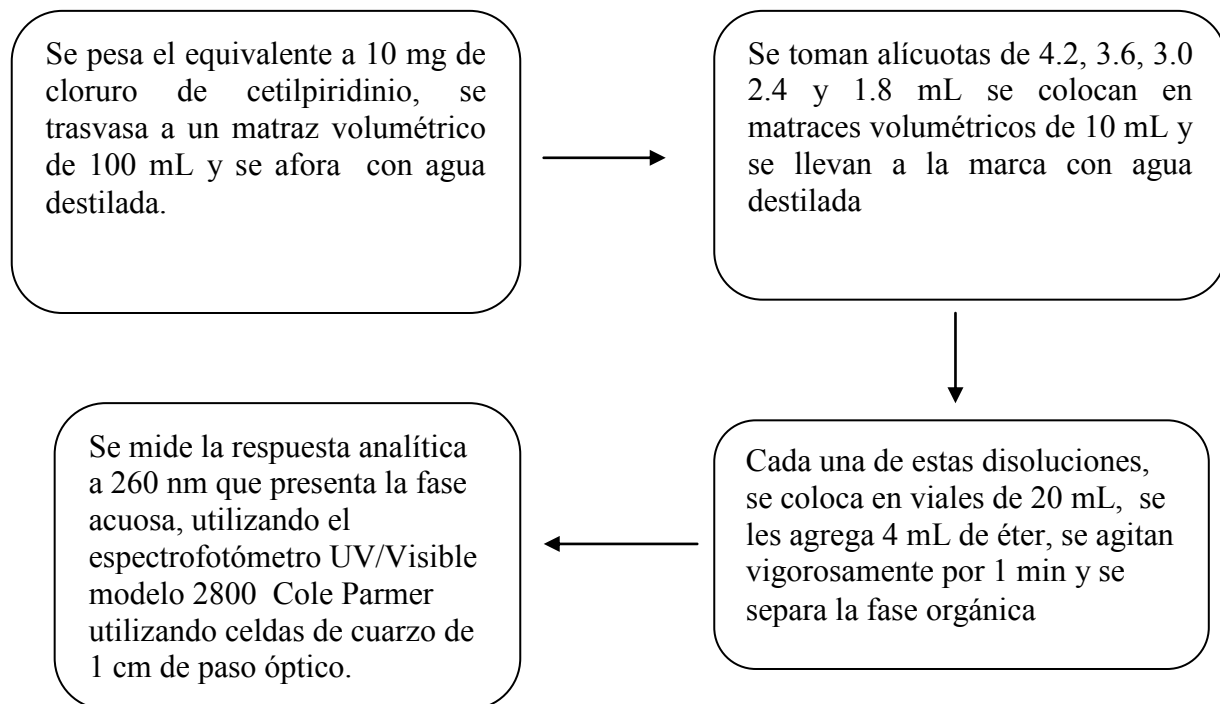 Se pesa el equivalente a 10 mg de
cloruro de cetilpiridinio, se
trasvasa a un matraz volumétrico
de 100 mL y se afora con agua
destilada.
Se toman alícuotas de 4.2, 3.6, 3.0
2.4 y 1.8 mL se colocan en
matraces volumétricos de 10 mL y
se llevan a la marca con agua
destilada
Cada una de estas disoluciones,
se coloca en viales de 20 mL, se
les agrega 4 mL de éter, se agitan
vigorosamente por 1 min y se
separa la fase orgánica
Se mide la respuesta analítica
a 260 nm que presenta la fase
acuosa, utilizando el
espectrofotómetro UV/Visible
modelo 2800 Cole Parmer
utilizando celdas de cuarzo de
1 cm de paso óptico.